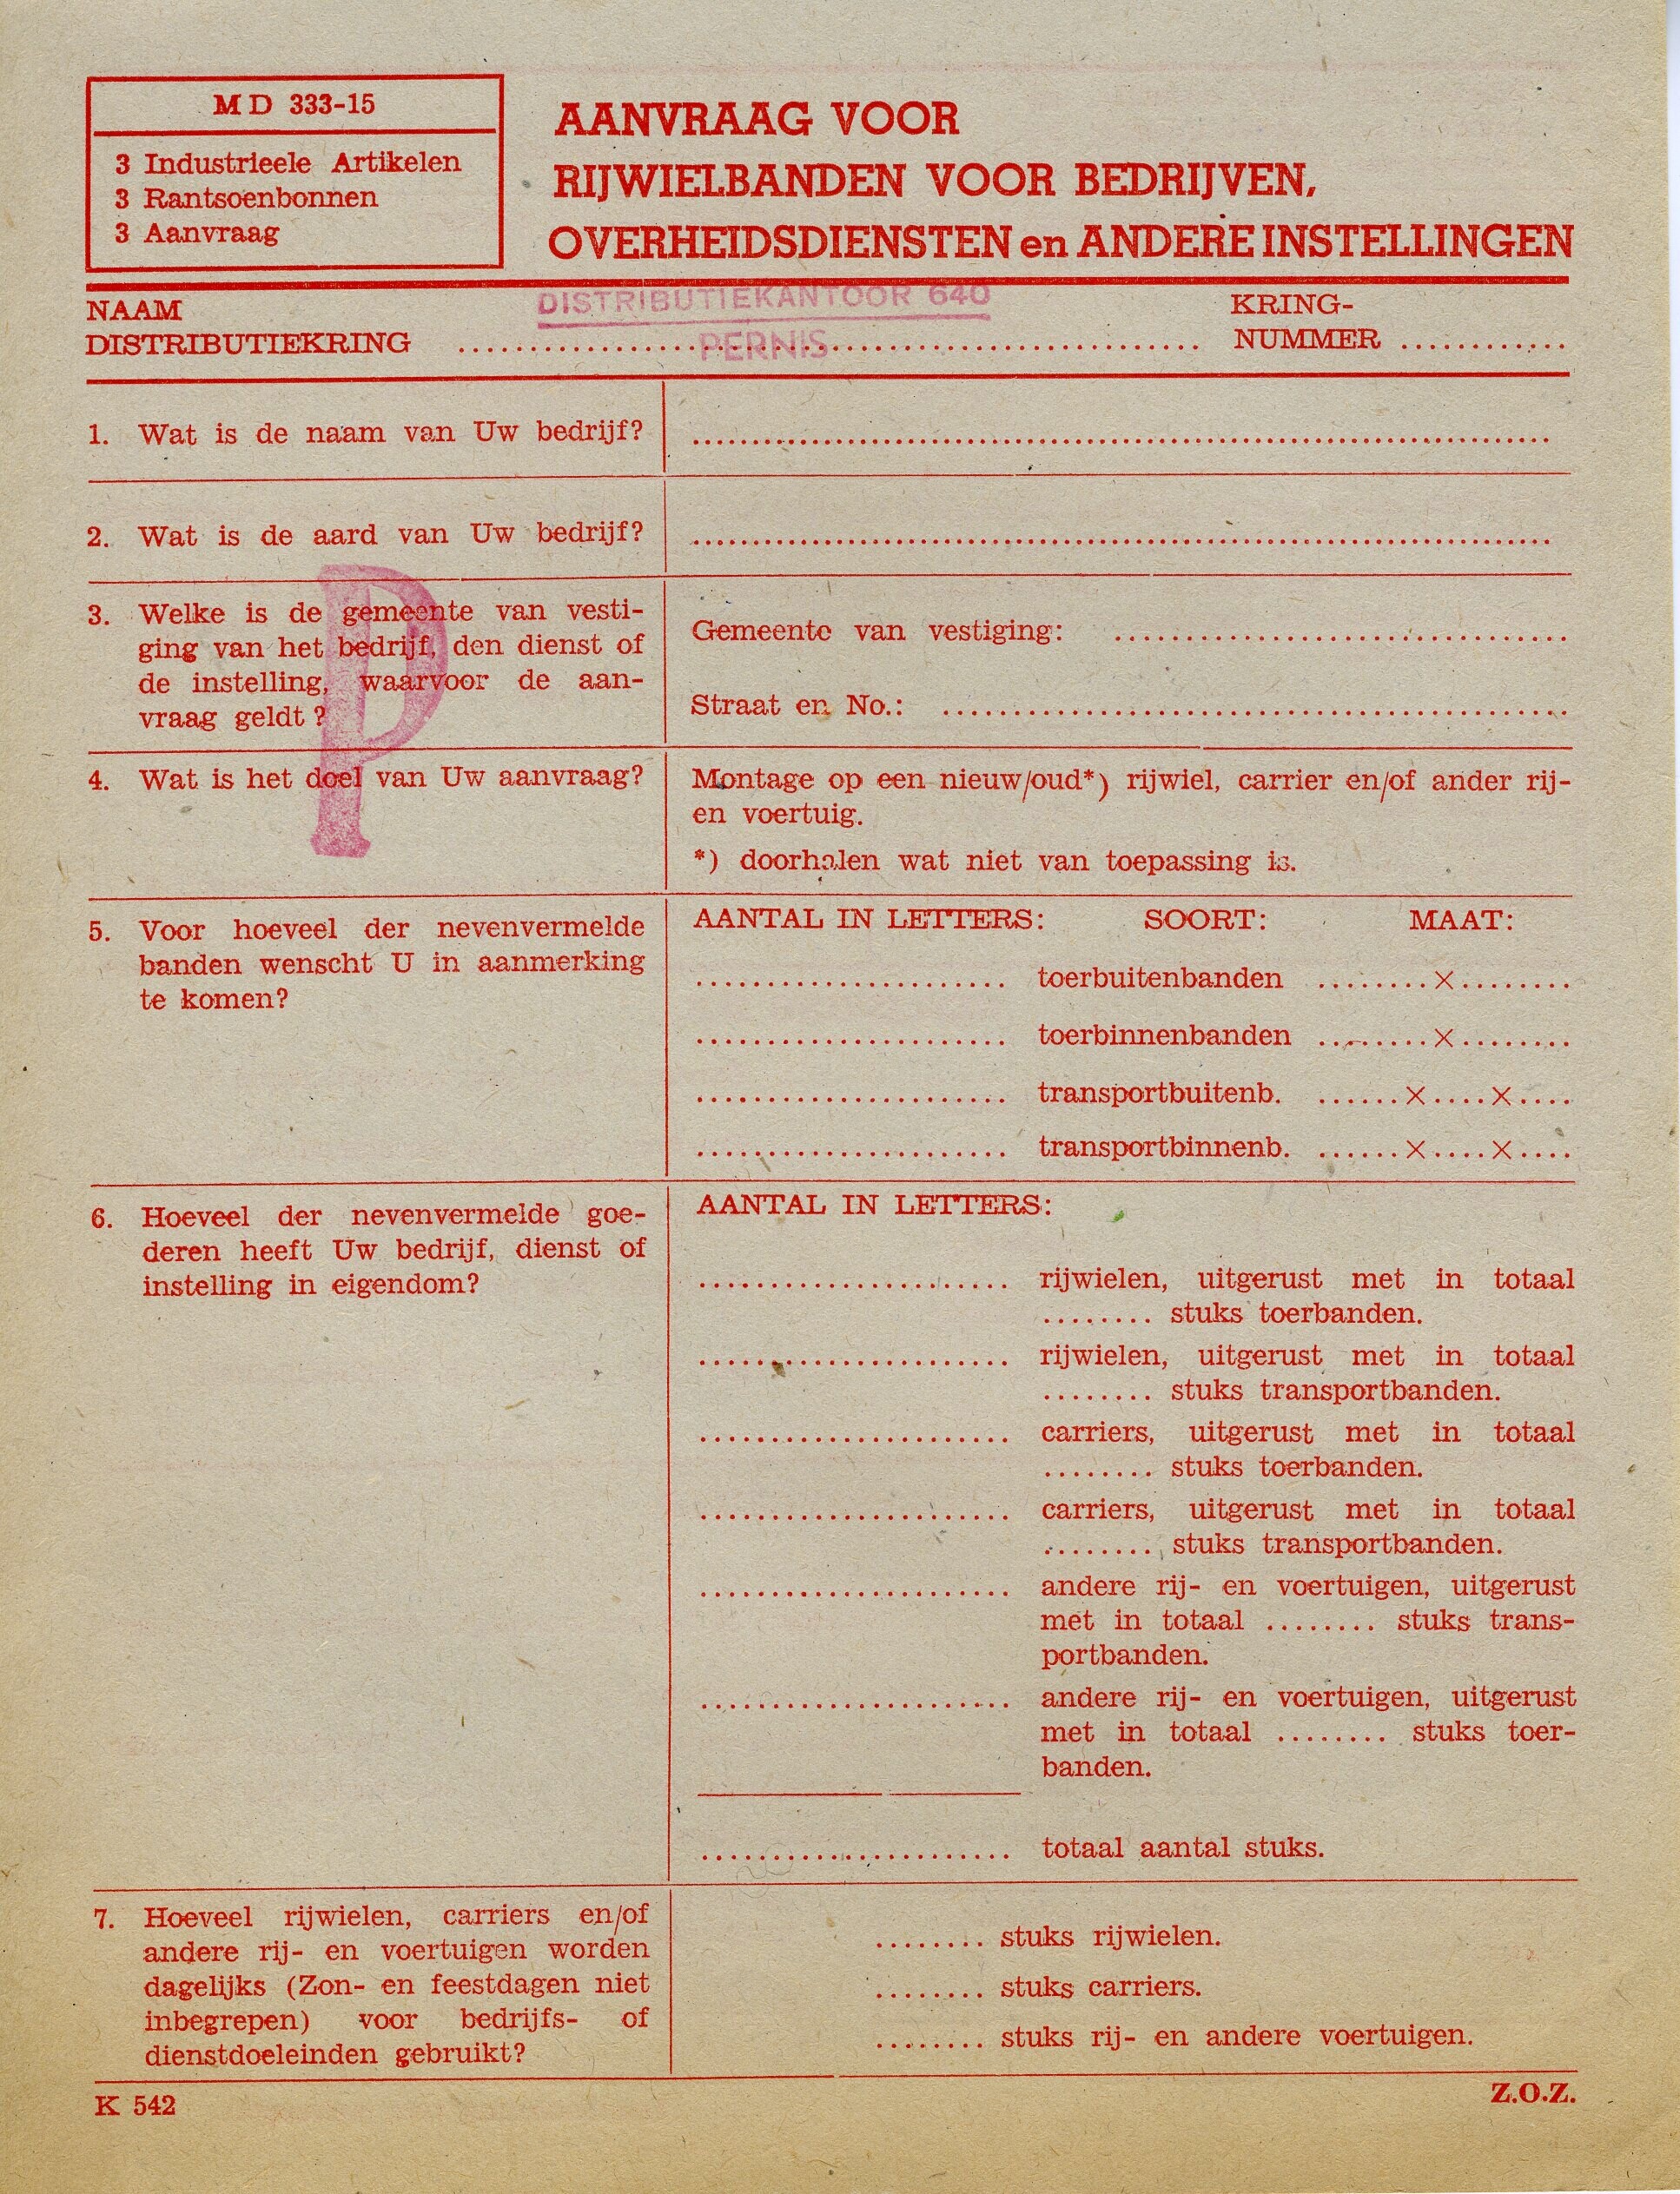 MD 333-15
3 Industrieele Artikelen
3 Rantsoenbonnen
3 Aanvraag
AANVRAAG VOOR
RIJWIELBANDEN VOOR BEDRIJVEN,
OVERHEIDSDIENSTEN en ANDERE INSTELLINGEN
DISTRIBUTIEKANTOOR 640
PERNIS
NAAM
DISTRIBUTIEKRING ........................................
KRING-
NUMMER ............
1. Wat is de naam van Uw bedrijf?
........................................
2. Wat is de aard van Uw bedrijf?
........................................
P
3. Welke is de gemeente van vesti-
ging van het bedrijf, den dienst of
de instelling, waarvoor de aan-
vraag geldt ?
Gemeente van vestiging: ................................
Straat en No.: ........................................
4. Wat is het doel van Uw aanvraag?
Montage op een nieuw/oud*) rijwiel, carrier en/of ander rij-
en voertuig.
*) doorhalen wat niet van toepassing is.
5. Voor hoeveel der nevenvermelde
banden wenscht U in aanmerking
te komen?
AANTAL IN LETTERS: SOORT: MAAT:
...................... toerbuitenbanden ........×........
...................... toerbinnenbanden ........×........
...................... transportbuitenb. ......×....×....
...................... transportbinnenb. ......×....×....
6. Hoeveel der nevenvermelde goe-
deren heeft Uw bedrijf, dienst of
instelling in eigendom?
AANTAL IN LETTERS:
...................... rijwielen, uitgerust met in totaal
........ stuks toerbanden.
...................... rijwielen, uitgerust met in totaal
........ stuks transportbanden.
...................... carriers, uitgerust met in totaal
........ stuks toerbanden.
...................... carriers, uitgerust met in totaal
........ stuks transportbanden.
...................... andere rij- en voertuigen, uitgerust
met in totaal ........ stuks trans-
portbanden.
...................... andere rij- en voertuigen, uitgerust
met in totaal ........ stuks toer-
banden.
...................... totaal aantal stuks.
7. Hoeveel rijwielen, carriers en/of
andere rij- en voertuigen worden
dagelijks (Zon- en feestdagen niet
inbegrepen) voor bedrijfs- of
dienstdoeleinden gebruikt?
........ stuks rijwielen.
........ stuks carriers.
........ stuks rij- en andere voertuigen.
K 542
Z.O.Z.